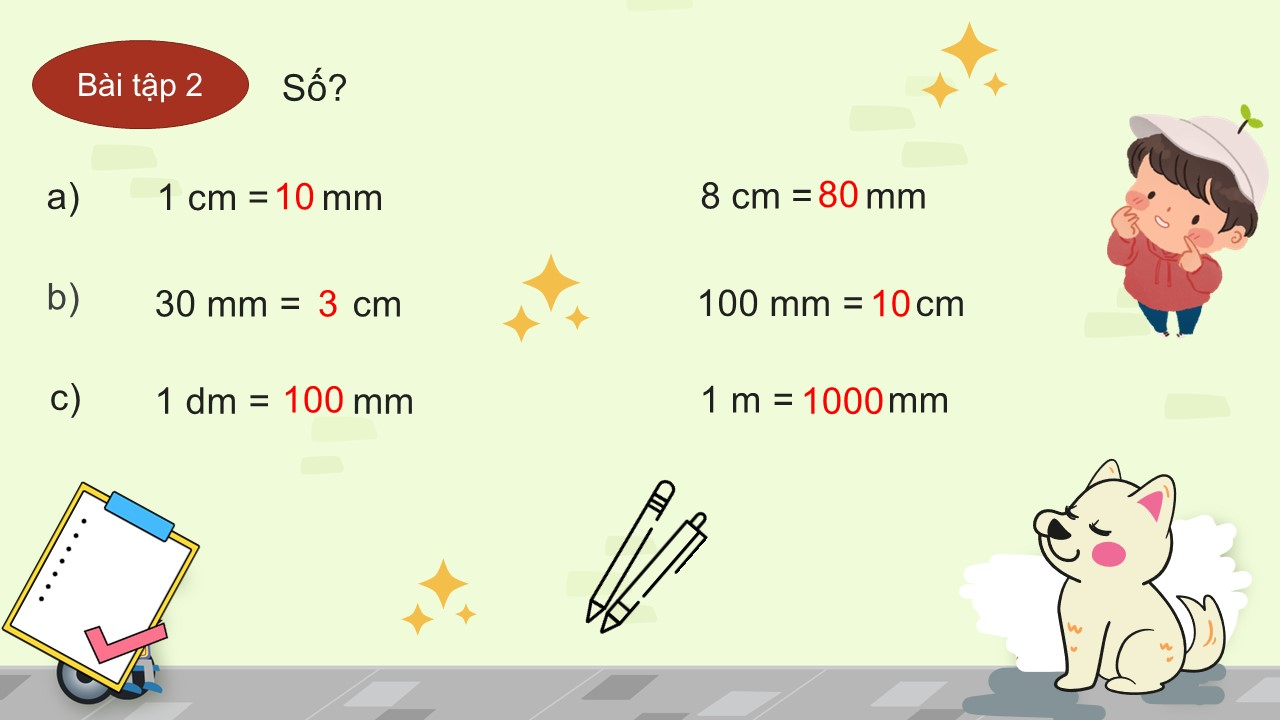 Bài tập 2 Số?
a) 1 cm = 10 mm 8 cm = 80 mm
b) 30 mm = 3 cm 100 mm = 10 cm
c) 1 dm = 100 mm 1 m = 1000 mm